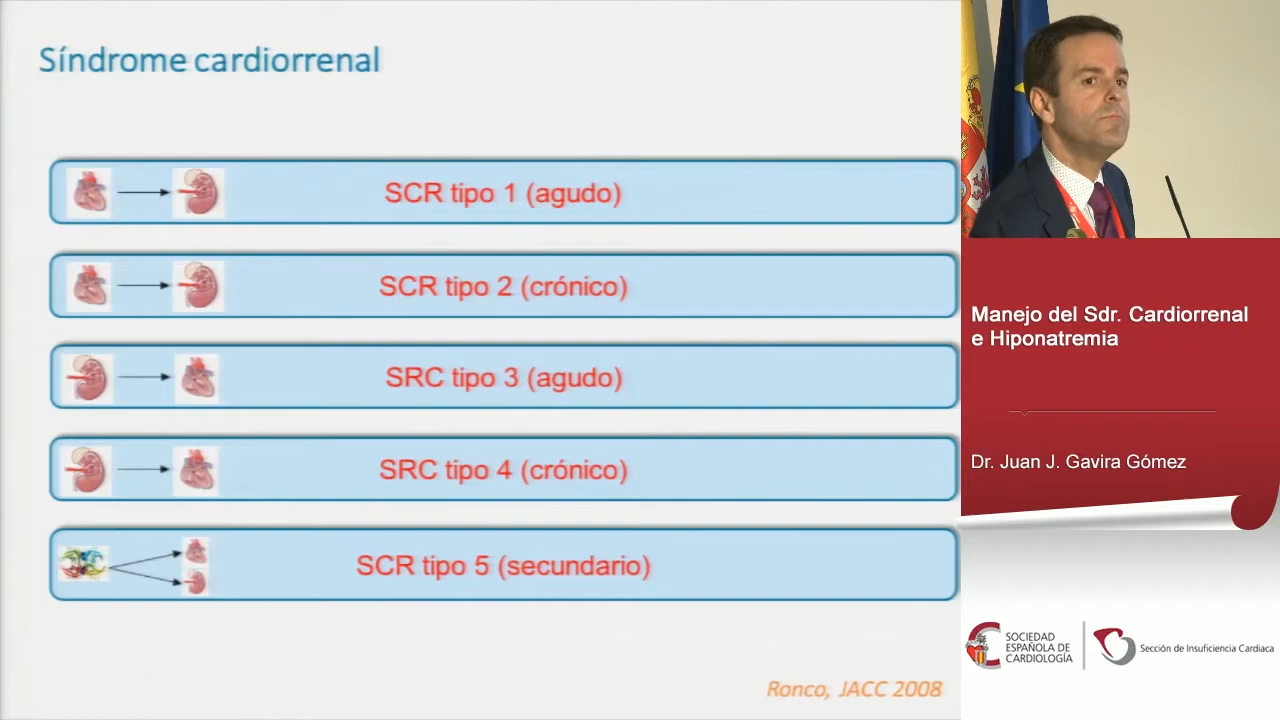 Síndrome cardiorrenal
SCR tipo 1 (agudo)
SCR tipo 2 (crónico)
SRC tipo 3 (agudo)
SRC tipo 4 (crónico)
SCR tipo 5 (secundario)
Ronco, JACC 2008
Manejo del Sdr. Cardiorrenal
e Hiponatremia
Dr. Juan J. Gavira Gómez
SOCIEDAD
ESPAÑOLA DE
CARDIOLOGÍA
Sección de Insuficiencia Cardiaca